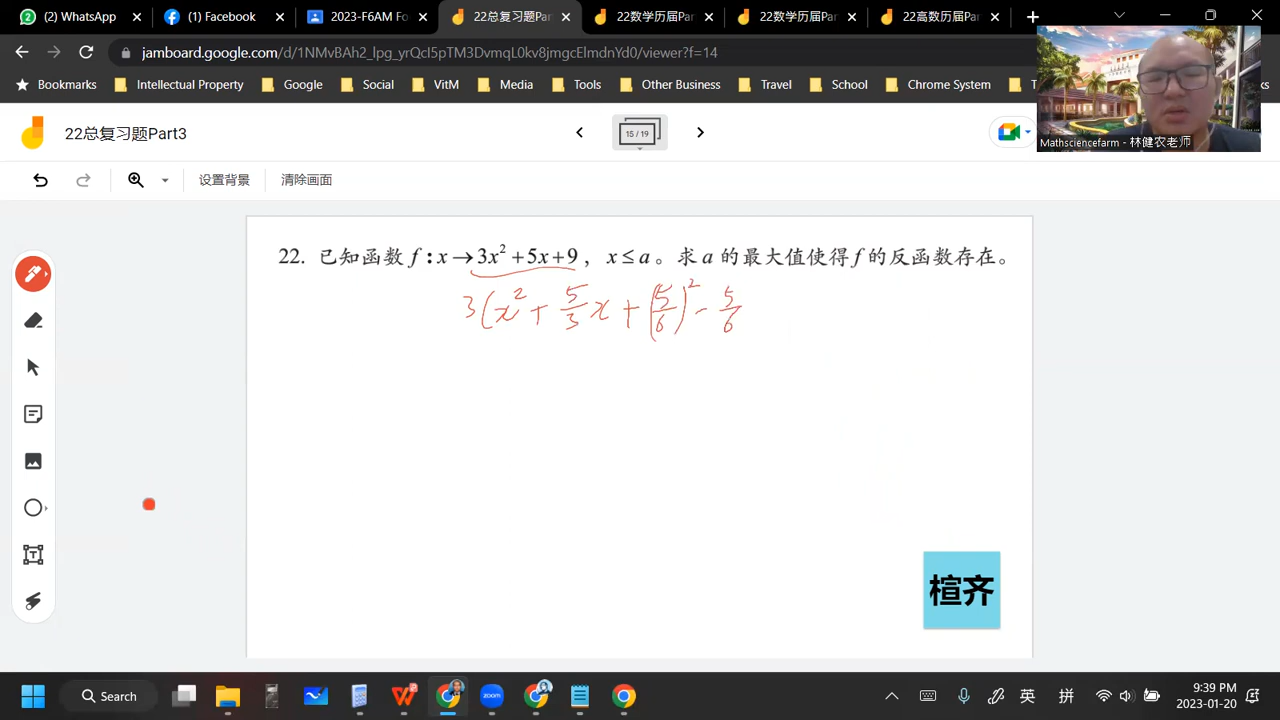 (2) WhatsApp
(1) Facebook
2023-F6AM Fo
22总复习题Part
22数学历届Par
22数学历届Par
22高数历届Part
jamboard.google.com/d/1NMvBAh2_lpg_yrOcl5pTM3DvmgL0kv8jmgcElmdnYd0/viewer?f=14
Bookmarks
Intellectual Property
Google
Social
VitM
Media
Tools
Other Business
Travel
School
Chrome System
Mathsciencefarm - 林健农老师
22总复习题Part3
15 / 19
设置背景
清除画面
22. 已知函数 f : x → 3x² + 5x + 9, x ≤ a。求 a 的最大值使得 f 的反函数存在。
3(x² + 5/3 x + (5/6)² - 5/6
楦齐
Search
英
拼
9:39 PM
2023-01-20